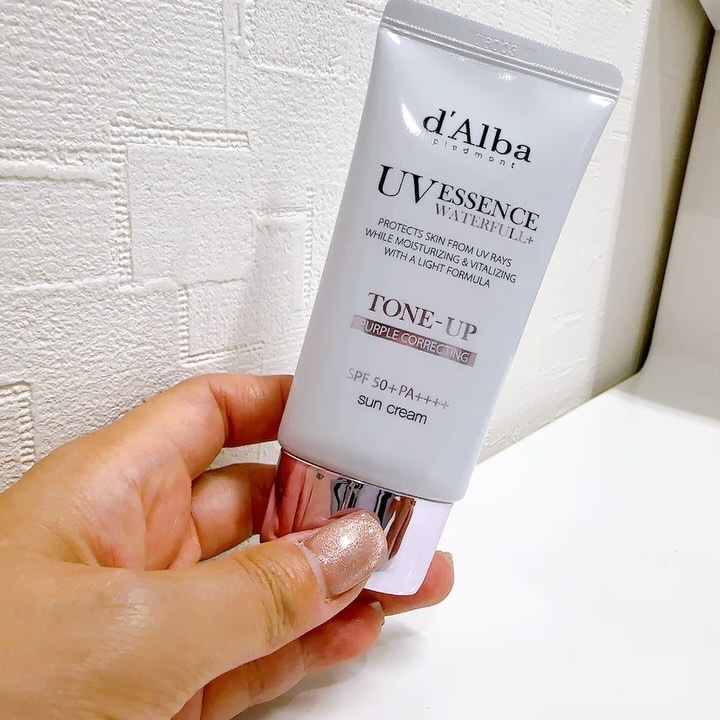 d'Alba
piedmont
UV ESSENCE
WATERFULL+
PROTECTS SKIN FROM UV RAYS
WHILE MOISTURIZING & VITALIZING
WITH A LIGHT FORMULA
TONE-UP
PURPLE CORRECTING
SPF 50+PA++++
sun cream